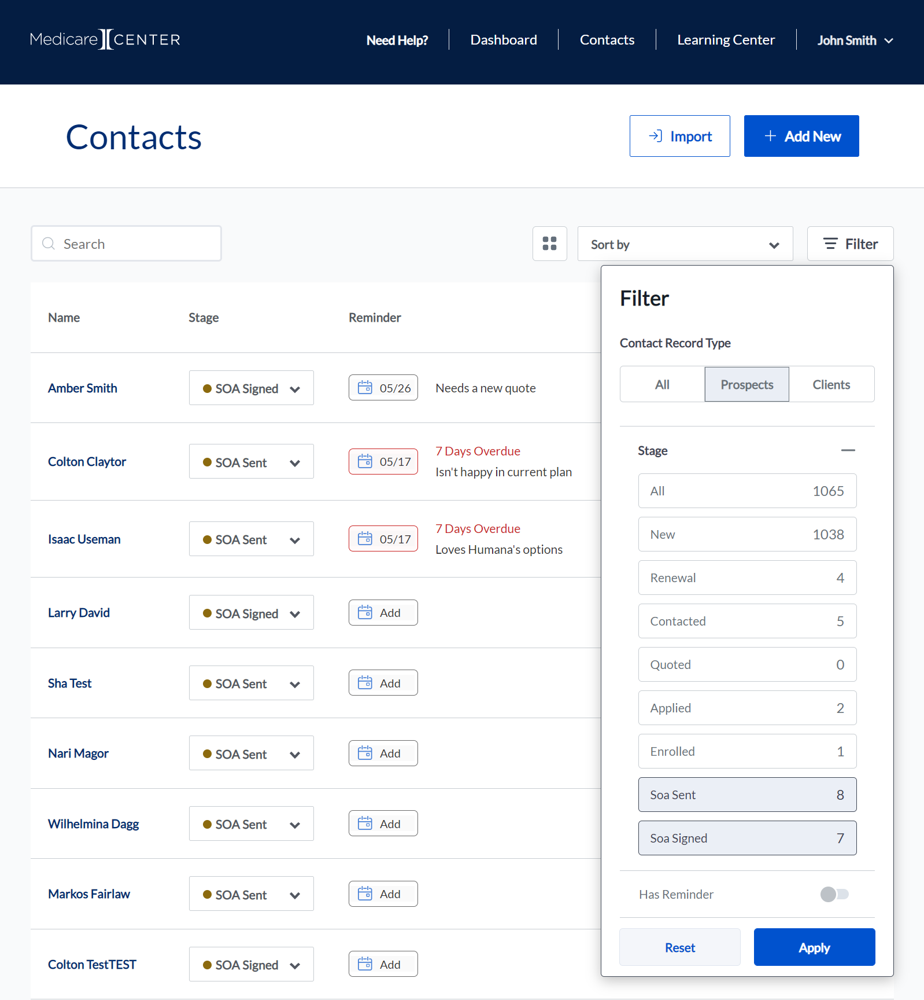 Medicare CENTER
Need Help?
Dashboard
Contacts
Learning Center
John Smith
Contacts
Import
Add New
Search
Sort by
Filter
Name Stage Reminder
Amber Smith SOA Signed 05/26 Needs a new quote
Colton Claytor SOA Sent 05/17 7 Days Overdue
Isn't happy in current plan
Isaac Useman SOA Sent 05/17 7 Days Overdue
Loves Humana's options
Larry David SOA Signed Add
Sha Test SOA Sent Add
Nari Magor SOA Sent Add
Wilhelmina Dagg SOA Sent Add
Markos Fairlaw SOA Sent Add
Colton TestTEST SOA Signed Add
Filter
Contact Record Type
All Prospects Clients
Stage
All 1065
New 1038
Renewal 4
Contacted 5
Quoted 0
Applied 2
Enrolled 1
Soa Sent 8
Soa Signed 7
Has Reminder
Reset Apply